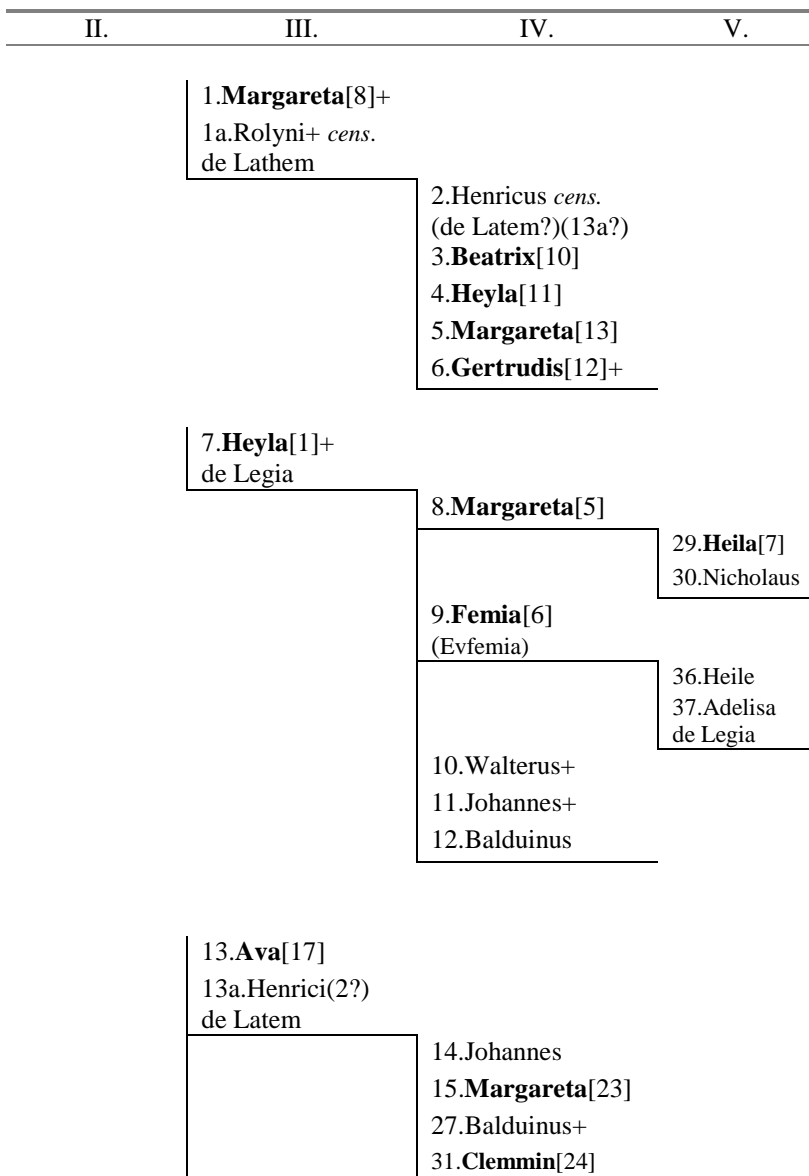 II. III. IV. V.
1.Margareta[8]+
1a.Rolyni+ cens.
de Lathem
2.Henricus cens.
(de Latem?)(13a?)
3.Beatrix[10]
4.Heyla[11]
5.Margareta[13]
6.Gertrudis[12]+
7.Heyla[1]+
de Legia
8.Margareta[5]
29.Heila[7]
30.Nicholaus
9.Femia[6]
(Evfemia)
36.Heile
37.Adelisa
de Legia
10.Walterus+
11.Johannes+
12.Balduinus
13.Ava[17]
13a.Henrici(2?)
de Latem
14.Johannes
15.Margareta[23]
27.Balduinus+
31.Clemmin[24]